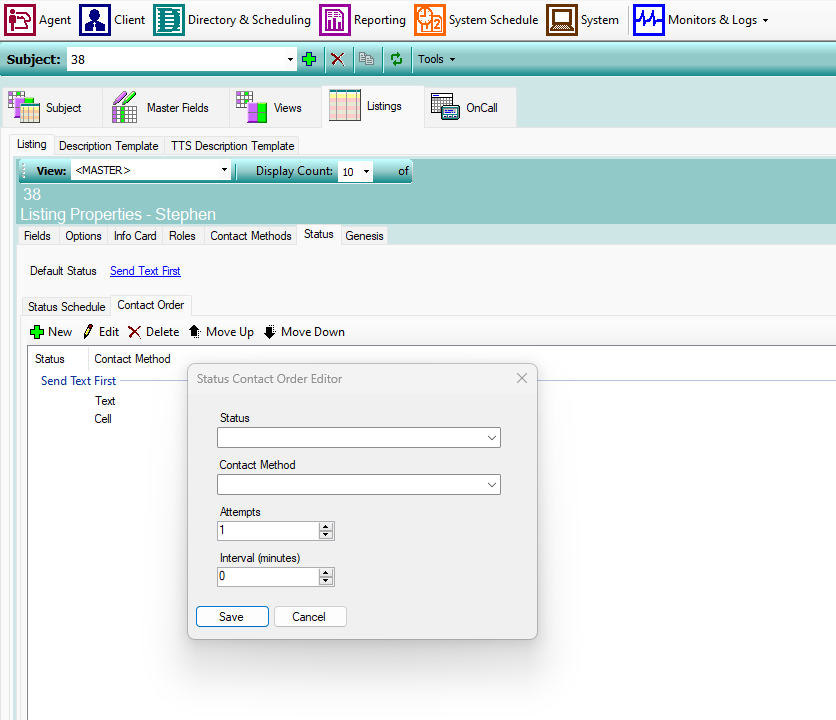 Agent Client Directory & Scheduling Reporting System Schedule System Monitors & Logs
Subject: 38 Tools
Subject Master Fields Views Listings OnCall
Listing Description Template TTS Description Template
View: <MASTER> Display Count: 10 of
38
Listing Properties - Stephen
Fields Options Info Card Roles Contact Methods Status Genesis
Default Status Send Text First
Status Schedule Contact Order
New Edit Delete Move Up Move Down
Status Contact Method
Send Text First
Text
Cell
Status Contact Order Editor
Status
Contact Method
Attempts
1
Interval (minutes)
0
Save Cancel